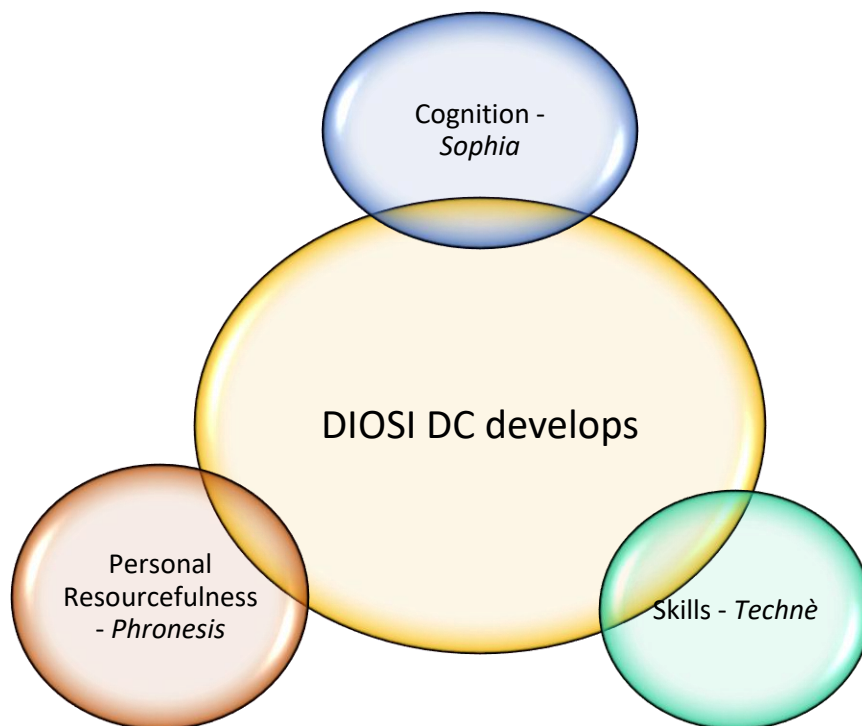 Cognition -
Sophia
DIOSI DC develops
Personal
Resourcefulness
- Phronesis
Skills - Technè